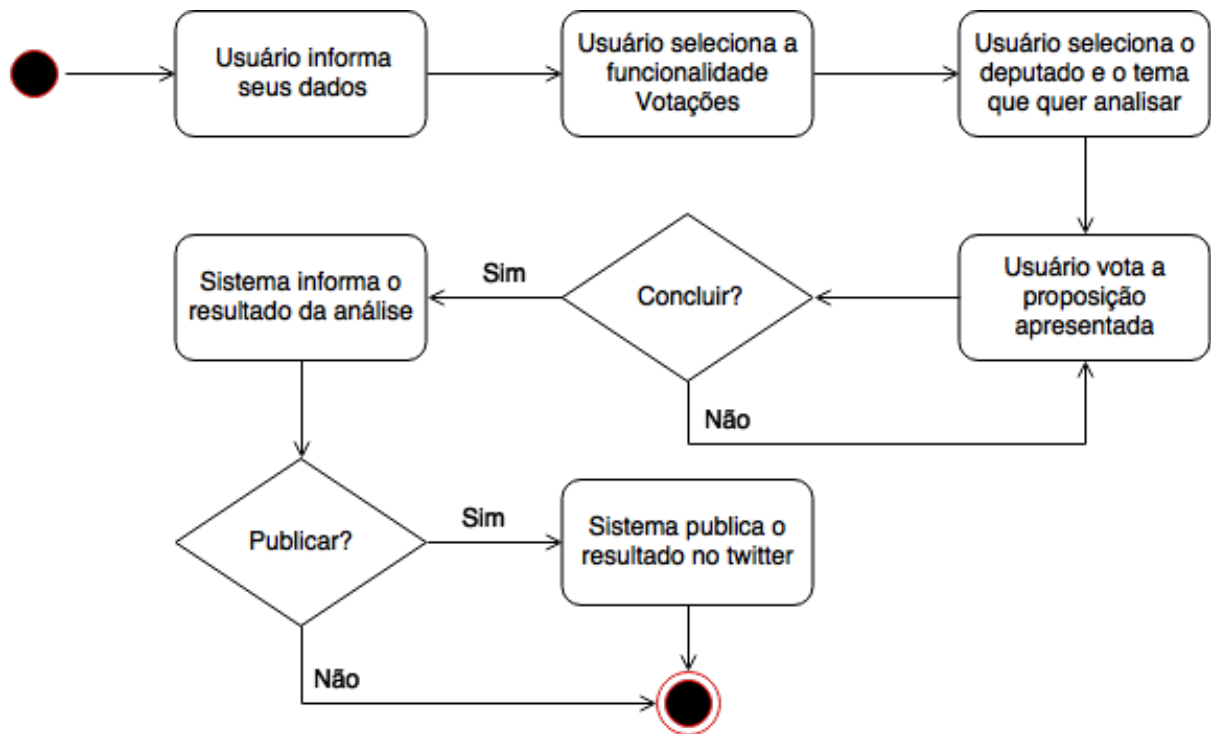 Usuário informa
seus dados
Usuário seleciona a
funcionalidade
Votações
Usuário seleciona o
deputado e o tema
que quer analisar
Usuário vota a
proposição
apresentada
Concluir?
Sim
Não
Sistema informa o
resultado da análise
Publicar?
Sim
Não
Sistema publica o
resultado no twitter